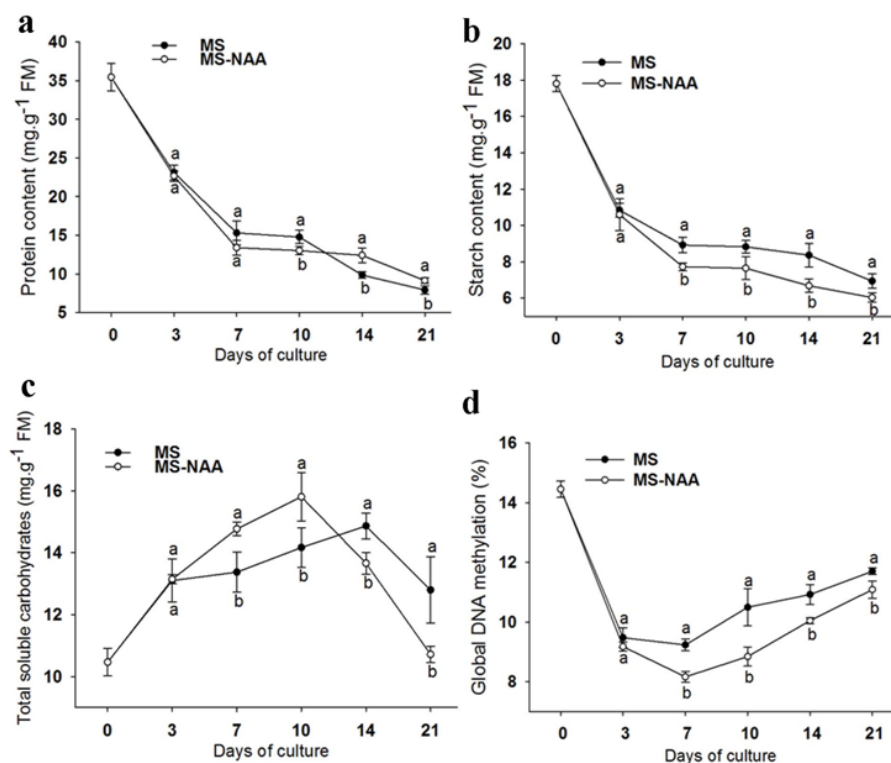 a
MS
MS-NAA
Protein content (mg.g⁻¹ FM)
40
35
30
25
20
15
10
5
a
a
a
a
a
b
a
b
a
b
0 3 7 10 14 21
Days of culture
b
MS
MS-NAA
Starch content (mg.g⁻¹ FM)
20
18
16
14
12
10
8
6
a
a
a
b
a
b
a
b
a
b
0 3 7 10 14 21
Days of culture
c
MS
MS-NAA
Total soluble carbohydrates (mg.g⁻¹ FM)
18
16
14
12
10
a
a
a
b
a
b
a
b
a
b
0 3 7 10 14 21
Days of culture
d
MS
MS-NAA
Global DNA methylation (%)
16
14
12
10
8
a
a
a
b
a
b
a
b
a
b
0 3 7 10 14 21
Days of culture